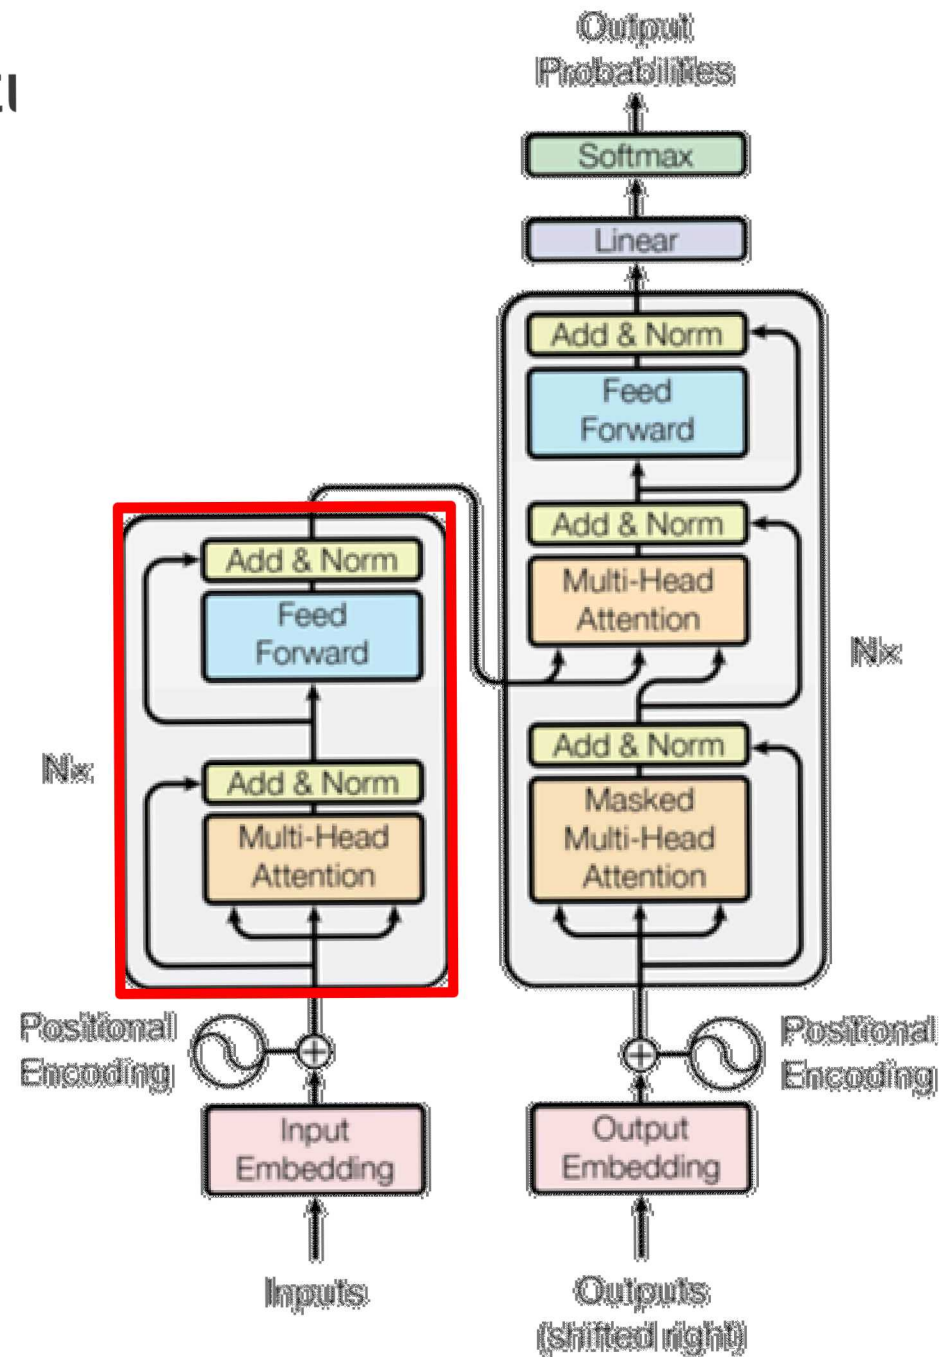 Output
Probabilities
Softmax
Linear
Add & Norm
Feed
Forward
Add & Norm
Multi-Head
Attention
Nx
Add & Norm
Masked
Multi-Head
Attention
Add & Norm
Feed
Forward
Nx
Add & Norm
Multi-Head
Attention
Positional
Encoding
Positional
Encoding
Input
Embedding
Output
Embedding
Inputs
Outputs
(shifted right)